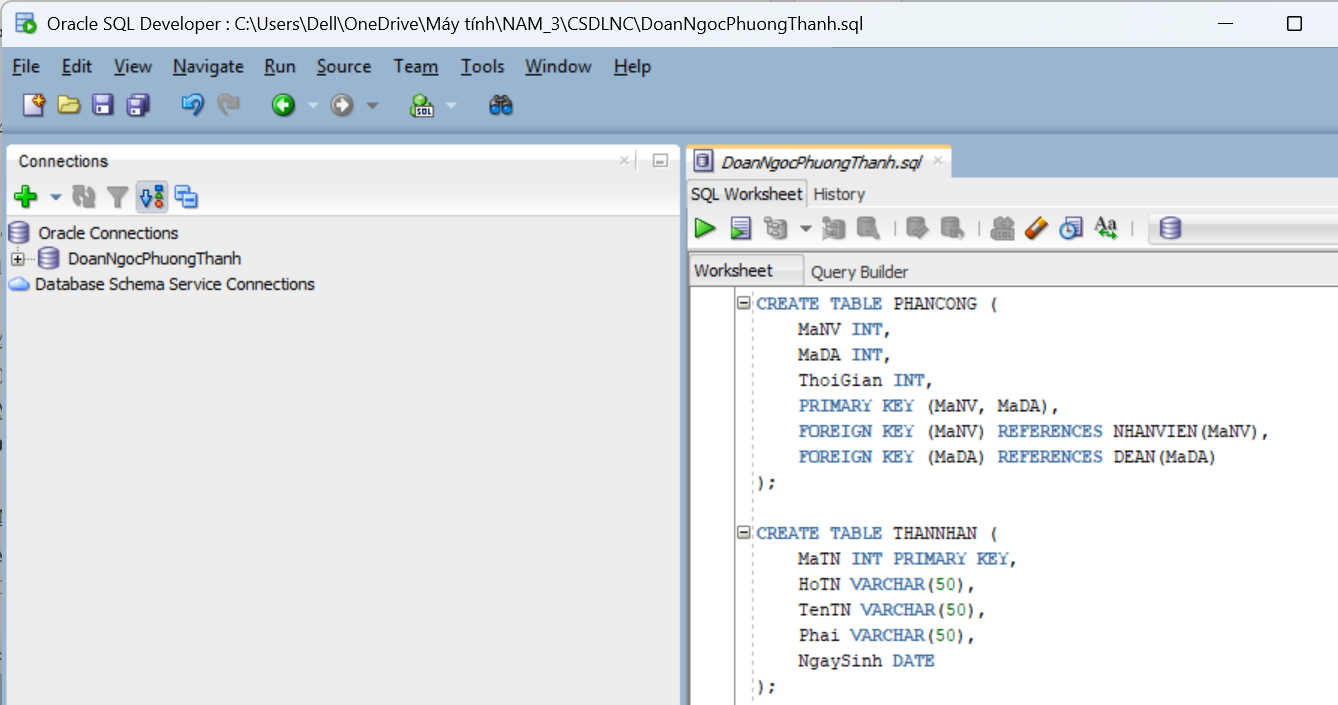 Oracle SQL Developer : C:\Users\Dell\OneDrive\Máy tính\NAM_3\CSDLNC\DoanNgocPhuongThanh.sql
File Edit View Navigate Run Source Team Tools Window Help
SQL
Connections
Oracle Connections
DoanNgocPhuongThanh
Database Schema Service Connections
DoanNgocPhuongThanh.sql
SQL Worksheet History
Aa
Worksheet Query Builder
CREATE TABLE PHANCONG (
MaNV INT,
MaDA INT,
ThoiGian INT,
PRIMARY KEY (MaNV, MaDA),
FOREIGN KEY (MaNV) REFERENCES NHANVIEN(MaNV),
FOREIGN KEY (MaDA) REFERENCES DEAN(MaDA)
);
CREATE TABLE THANNHAN (
MaTN INT PRIMARY KEY,
HoTN VARCHAR(50),
TenTN VARCHAR(50),
Phai VARCHAR(50),
NgaySinh DATE
);